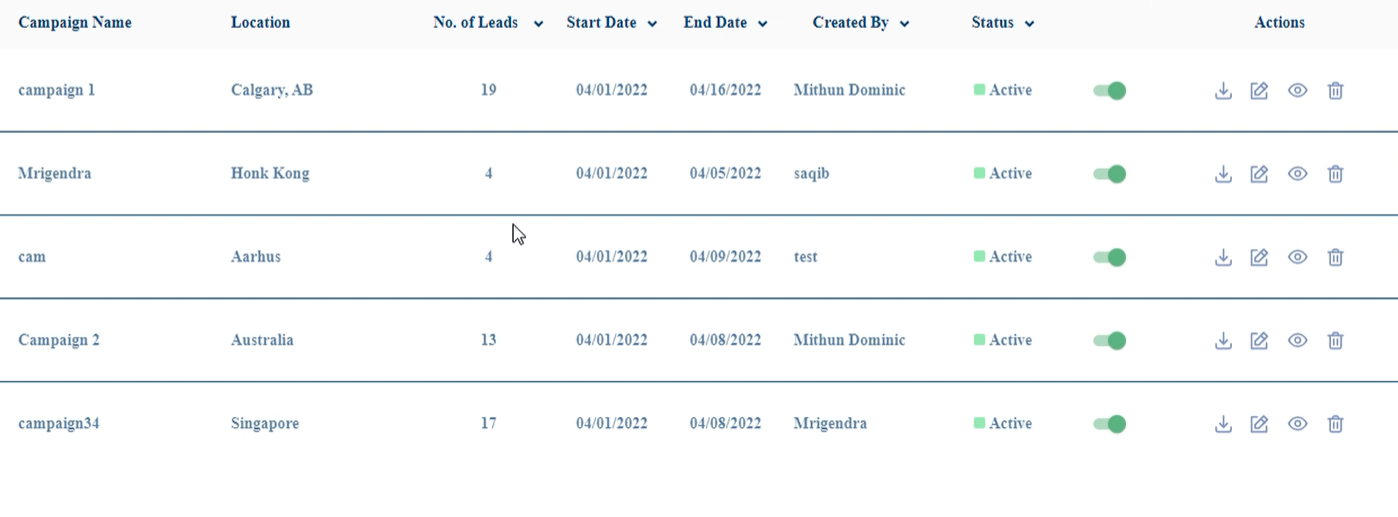 Campaign Name Location No. of Leads Start Date End Date Created By Status Actions
campaign 1 Calgary, AB 19 04/01/2022 04/16/2022 Mithun Dominic Active
Mrigendra Honk Kong 4 04/01/2022 04/05/2022 saqib Active
cam Aarhus 4 04/01/2022 04/09/2022 test Active
Campaign 2 Australia 13 04/01/2022 04/08/2022 Mithun Dominic Active
campaign34 Singapore 17 04/01/2022 04/08/2022 Mrigendra Active